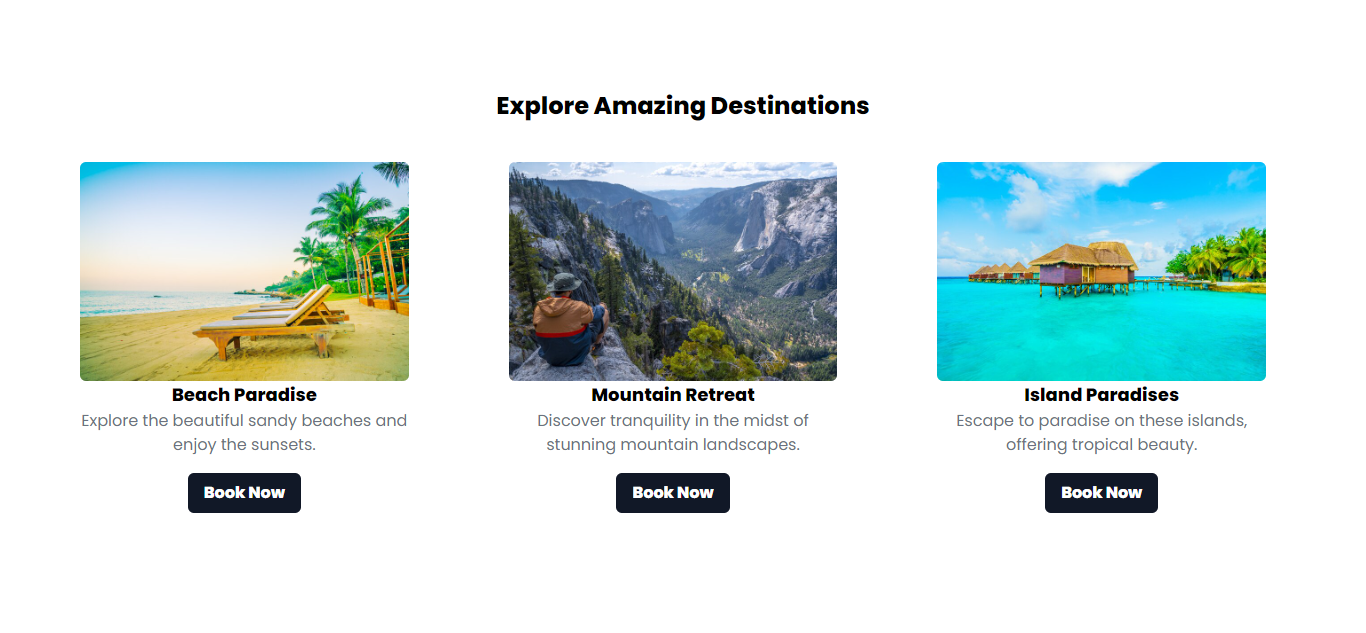 Explore Amazing Destinations
Beach Paradise
Explore the beautiful sandy beaches and
enjoy the sunsets.
Book Now
Mountain Retreat
Discover tranquility in the midst of
stunning mountain landscapes.
Book Now
Island Paradises
Escape to paradise on these islands,
offering tropical beauty.
Book Now